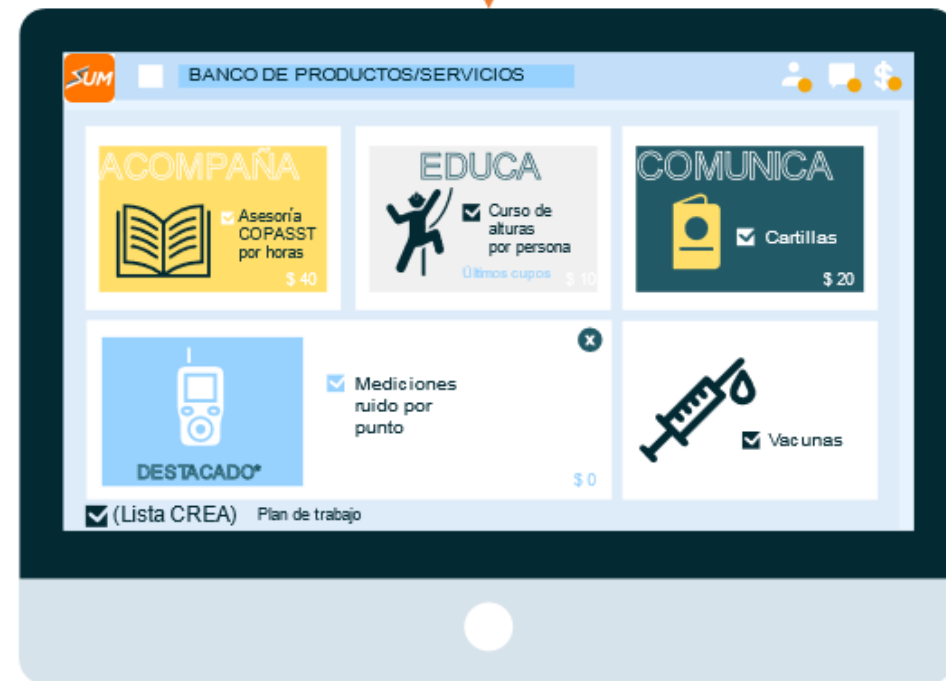 SUM
BANCO DE PRODUCTOS/SERVICIOS
$
ACOMPAÑA
Asesoría
COPASST
por horas
$ 40
EDUCA
Curso de
alturas
por persona
Últimos cupos
$ 10
COMUNICA
Cartillas
$ 20
DESTACADO*
x
Mediciones
ruido por
punto
$ 0
Vacunas
(Lista CREA) Plan de trabajo